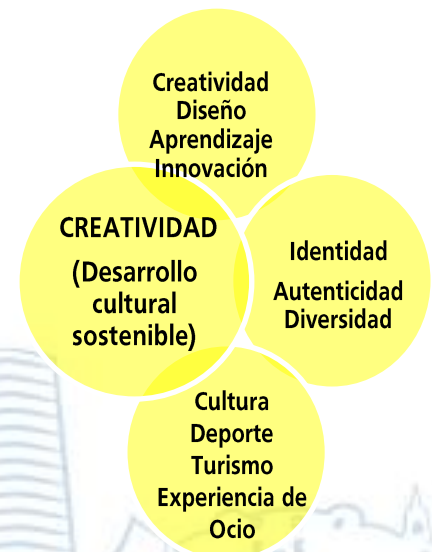 Creatividad
Diseño
Aprendizaje
Innovación
CREATIVIDAD
(Desarrollo
cultural
sostenible)
Identidad
Autenticidad
Diversidad
Cultura
Deporte
Turismo
Experiencia de
Ocio